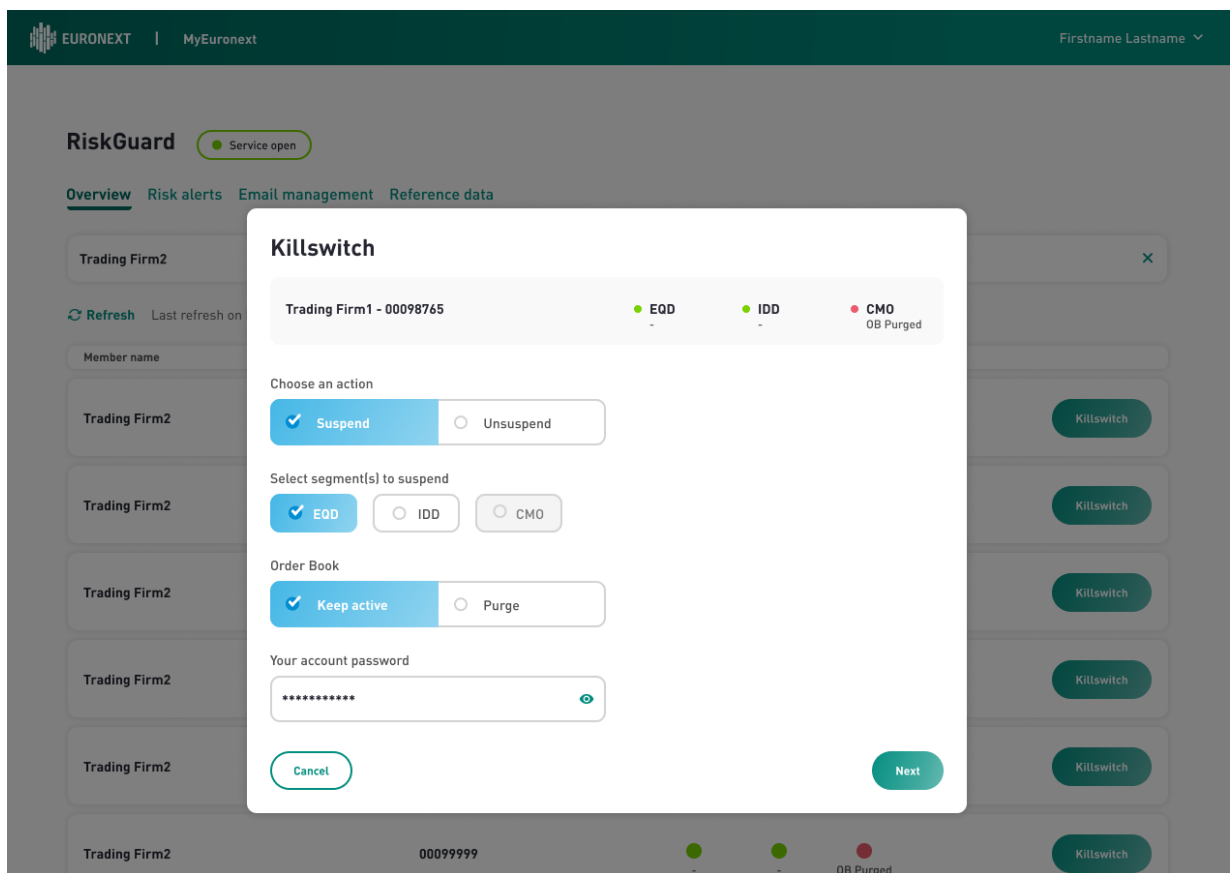 EURONEXT | MyEuronext Firstname Lastname
RiskGuard Service open
Overview Risk alerts Email management Reference data
Trading Firm2
Killswitch
Trading Firm1 - 00098765 EQD IDD CMO
- - OB Purged
Refresh Last refresh on
Member name
Choose an action
Suspend Unsuspend
Trading Firm2 Killswitch
Select segment(s) to suspend
EQD IDD CMO
Trading Firm2 Killswitch
Order Book
Keep active Purge
Trading Firm2 Killswitch
Your account password
***********
Trading Firm2 Killswitch
Cancel Next
Trading Firm2 Killswitch
Trading Firm2 00099999 Killswitch
- - OB Purged